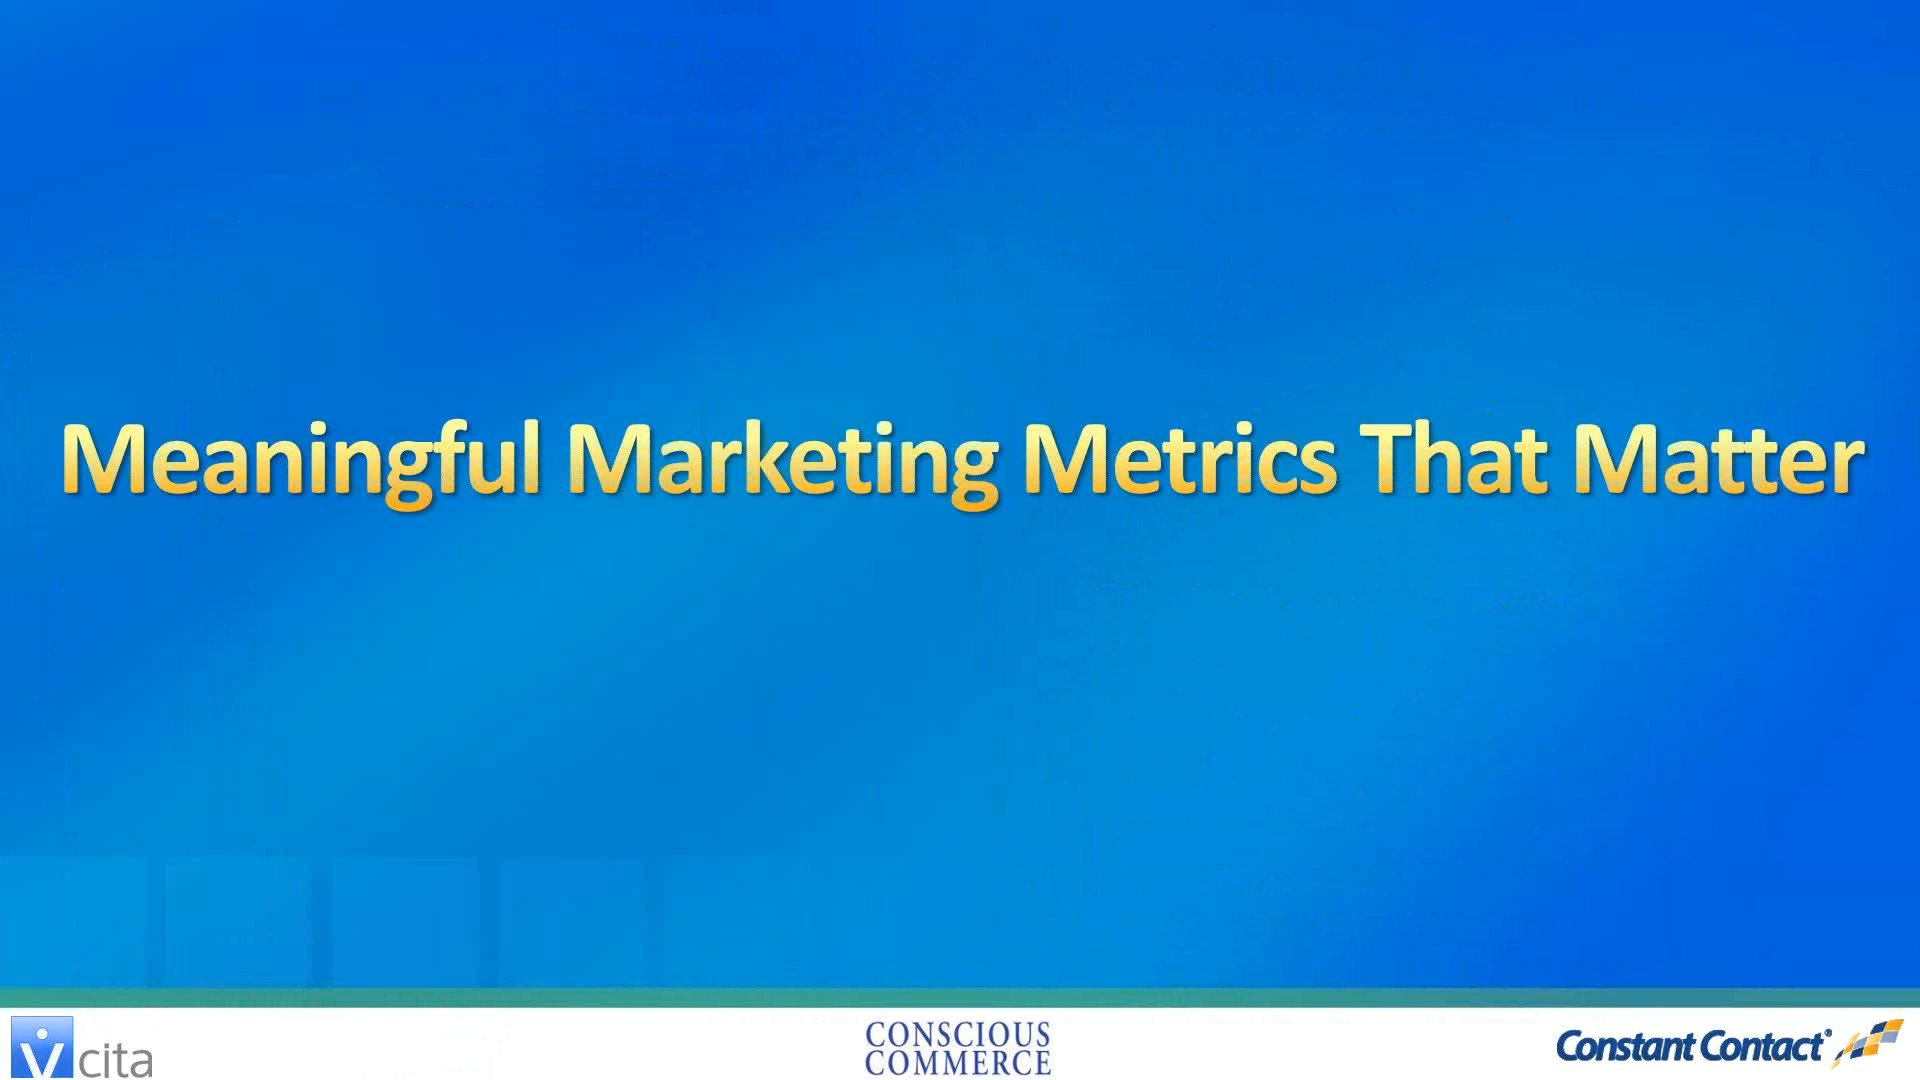 Meaningful Marketing Metrics That Matter
vcita
CONSCIOUS
COMMERCE
Constant Contact®